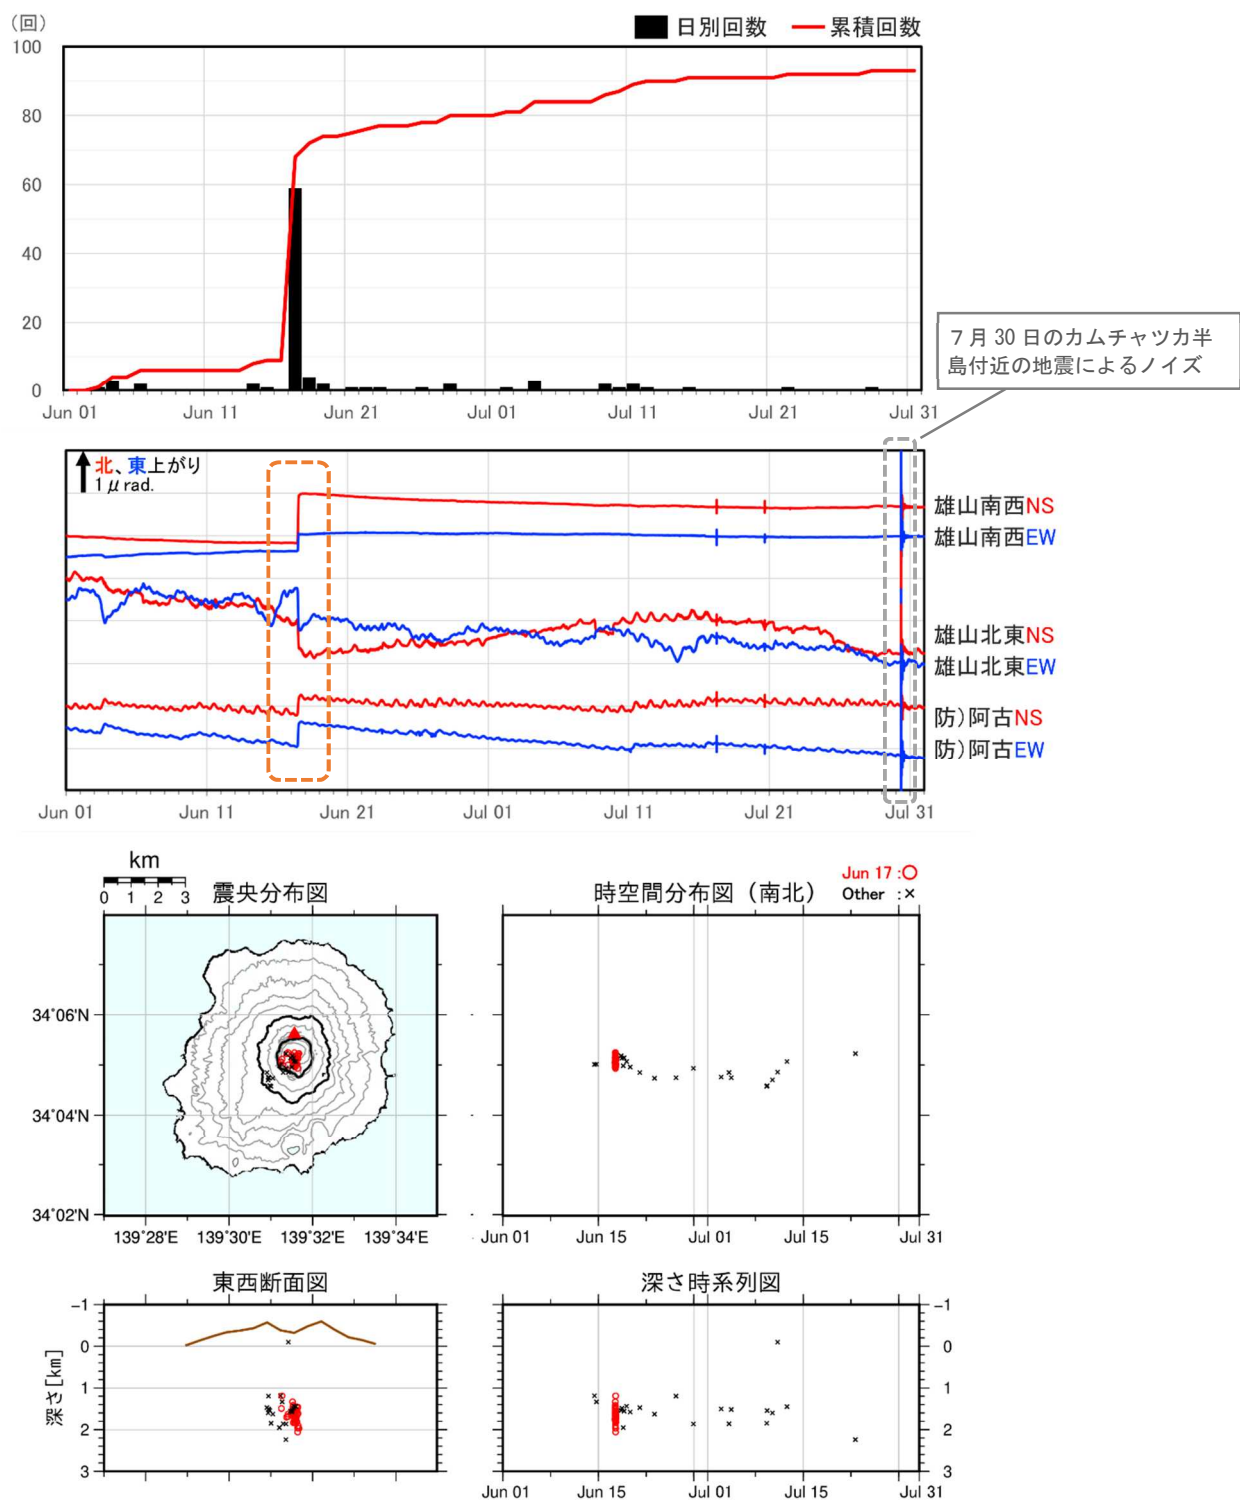 （回）
日別回数 累積回数
100
80
60
40
20
0
Jun 01 Jun 11 Jun 21 Jul 01 Jul 11 Jul 21 Jul 31
７月 30 日のカムチャツカ半
島付近の地震によるノイズ
北、東上がり
1 μ rad.
雄山南西NS
雄山南西EW
雄山北東NS
雄山北東EW
防）阿古NS
防）阿古EW
Jun 01 Jun 11 Jun 21 Jul 01 Jul 11 Jul 21 Jul 31
km
0 1 2 3
震央分布図
34°06'N
34°04'N
34°02'N
139°28'E 139°30'E 139°32'E 139°34'E
時空間分布図（南北）
Jun 17 :○
Other :×
Jun 01 Jun 15 Jul 01 Jul 15 Jul 31
東西断面図
深さ[km]
-1
0
1
2
3
深さ時系列図
-1
0
1
2
3
Jun 01 Jun 15 Jul 01 Jul 15 Jul 31